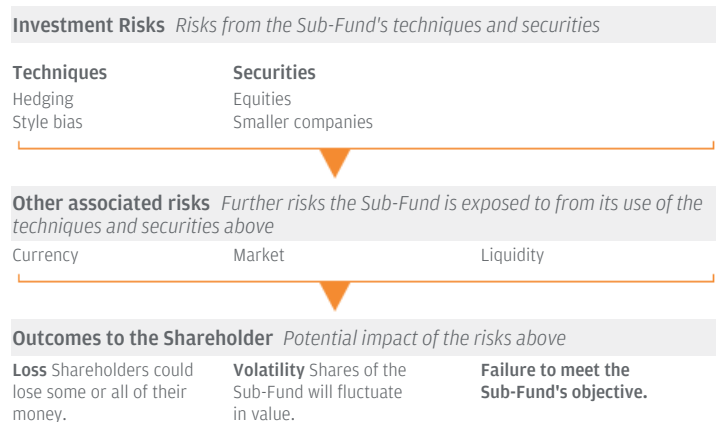 Investment Risks Risks from the Sub-Fund's techniques and securities
Techniques
Hedging
Style bias
Securities
Equities
Smaller companies
Other associated risks Further risks the Sub-Fund is exposed to from its use of the
techniques and securities above
Currency
Market
Liquidity
Outcomes to the Shareholder Potential impact of the risks above
Loss Shareholders could
lose some or all of their
money.
Volatility Shares of the
Sub-Fund will fluctuate
in value.
Failure to meet the
Sub-Fund's objective.